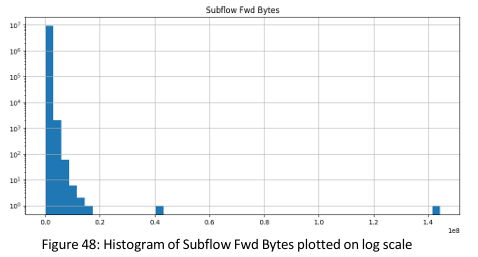 Subflow Fwd Bytes
10⁷
10⁶
10⁵
10⁴
10³
10²
10¹
10⁰
0.0 0.2 0.4 0.6 0.8 1.0 1.2 1.4
1e8
Figure 48: Histogram of Subflow Fwd Bytes plotted on log scale